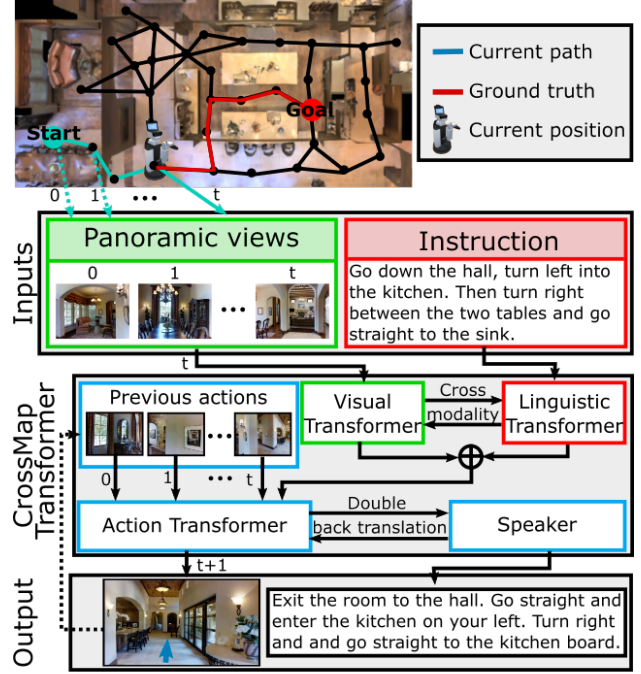 Start
Goal
Current path
Ground truth
Current position
0 1 ... t
Inputs
Panoramic views
0 1 t
...
Instruction
Go down the hall, turn left into
the kitchen. Then turn right
between the two tables and go
straight to the sink.
t
CrossMap
Transformer
Previous actions
...
0 1 ... t
Visual
Transformer
Cross
modality
Linguistic
Transformer
Action Transformer
Double
back translation
Speaker
t+1
Output
Exit the room to the hall. Go straight and
enter the kitchen on your left. Turn right
and and go straight to the kitchen board.